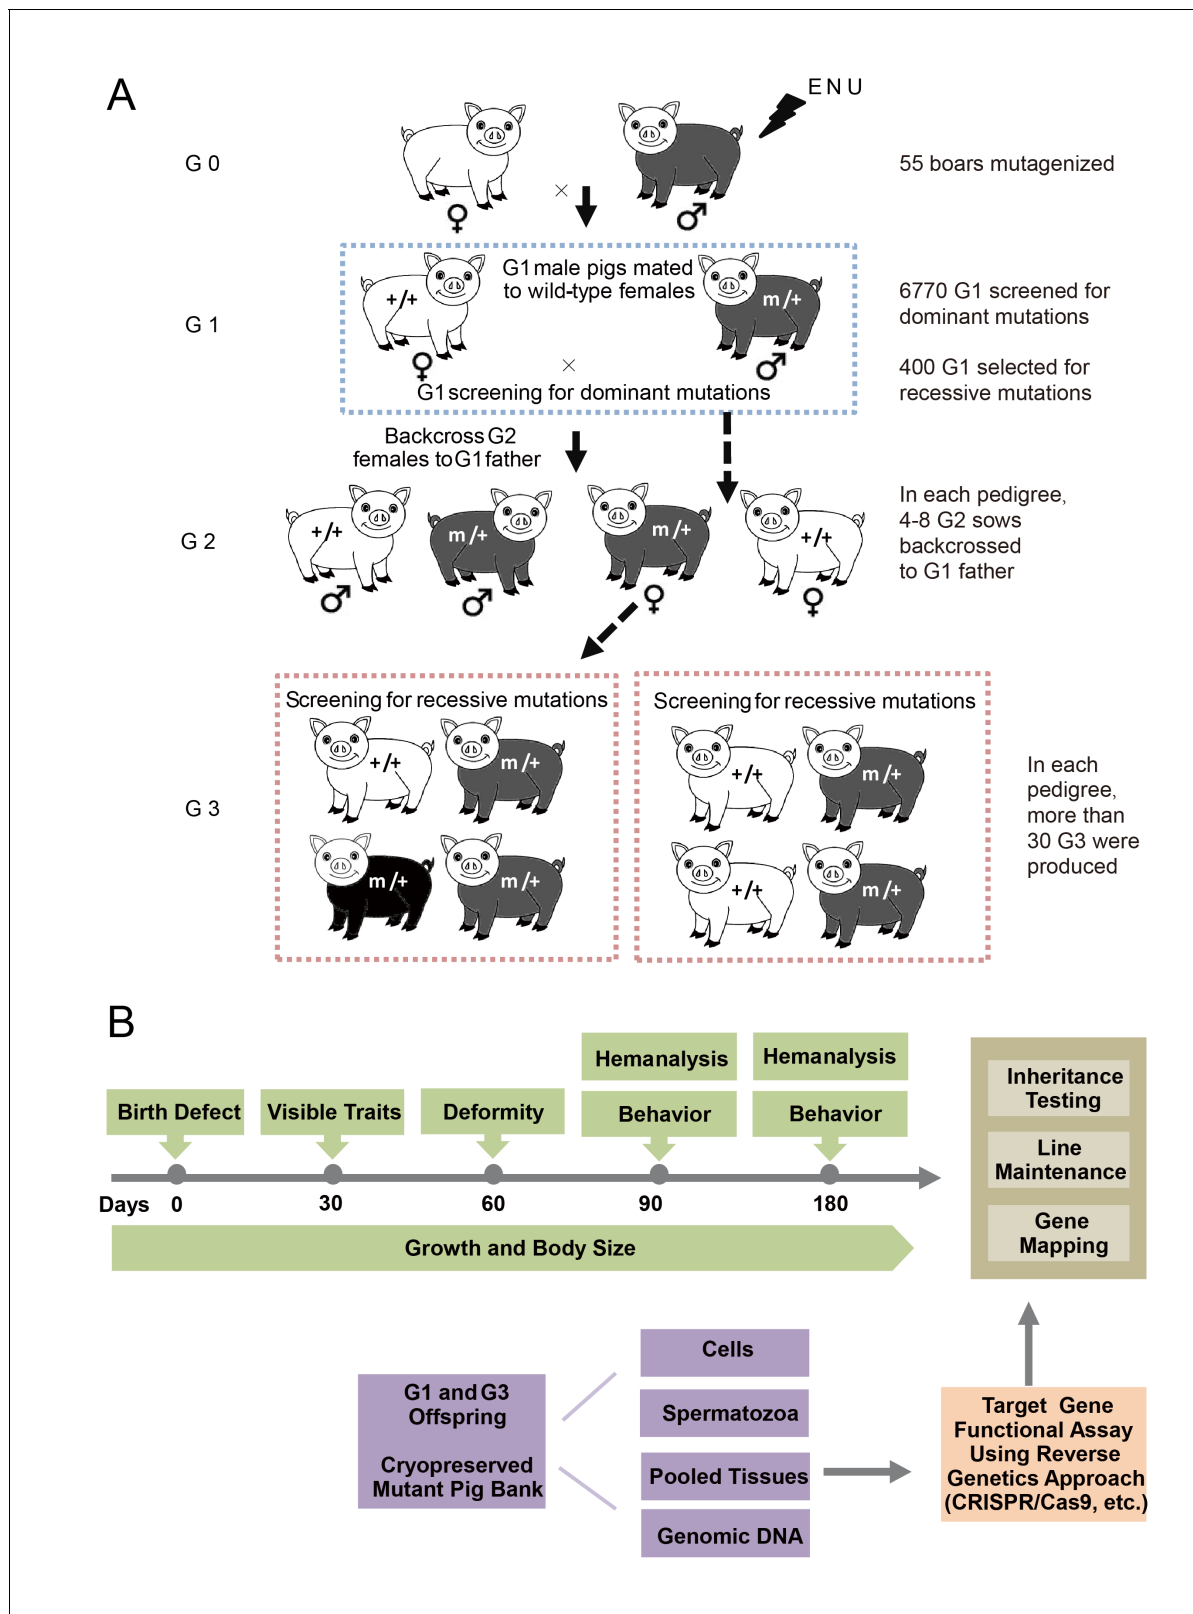 A
E N U
G 0
55 boars mutagenized
×
♀
♂
G1 male pigs mated
to wild-type females
+/+
m/+
G 1
6770 G1 screened for
dominant mutations
♀
×
♂
400 G1 selected for
recessive mutations
G1 screening for dominant mutations
Backcross G2
females to G1 father
+/+
m/+
m/+
+/+
G 2
In each pedigree,
4-8 G2 sows
backcrossed
to G1 father
♂
♂
♀
♀
Screening for recessive mutations
Screening for recessive mutations
+/+
m/+
+/+
m/+
G 3
In each
pedigree,
more than
30 G3 were
produced
m/+
m/+
+/+
m/+
B
Hemanalysis
Hemanalysis
Birth Defect
Visible Traits
Deformity
Behavior
Behavior
Days
0
30
60
90
180
Growth and Body Size
Inheritance
Testing
Line
Maintenance
Gene
Mapping
G1 and G3
Offspring
Cryopreserved
Mutant Pig Bank
Cells
Spermatozoa
Pooled Tissues
Genomic DNA
Target Gene
Functional Assay
Using Reverse
Genetics Approach
(CRISPR/Cas9, etc.)